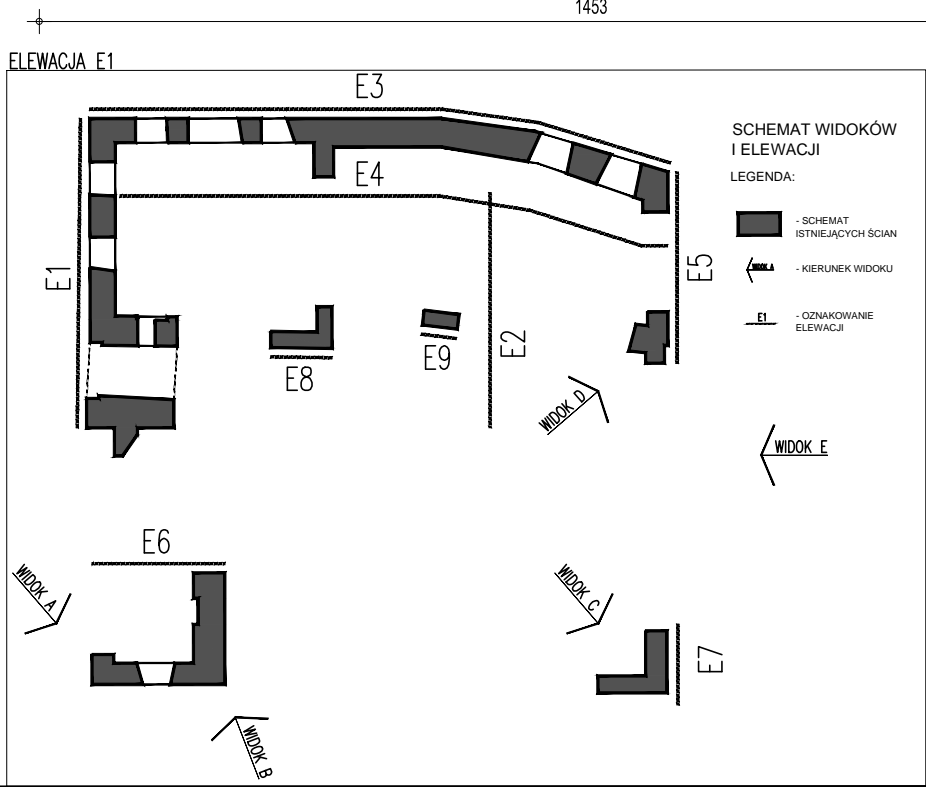 1453
ELEWACJA E1
E3
SCHEMAT WIDOKÓW
I ELEWACJI
LEGENDA:
E4
- SCHEMAT
ISTNIEJĄCYCH ŚCIAN
WIDOK A
- KIERUNEK WIDOKU
E1
E5
E1
- OZNAKOWANIE
ELEWACJI
E2
E9
E8
WIDOK D
WIDOK E
E6
WIDOK A
WIDOK C
E7
WIDOK B